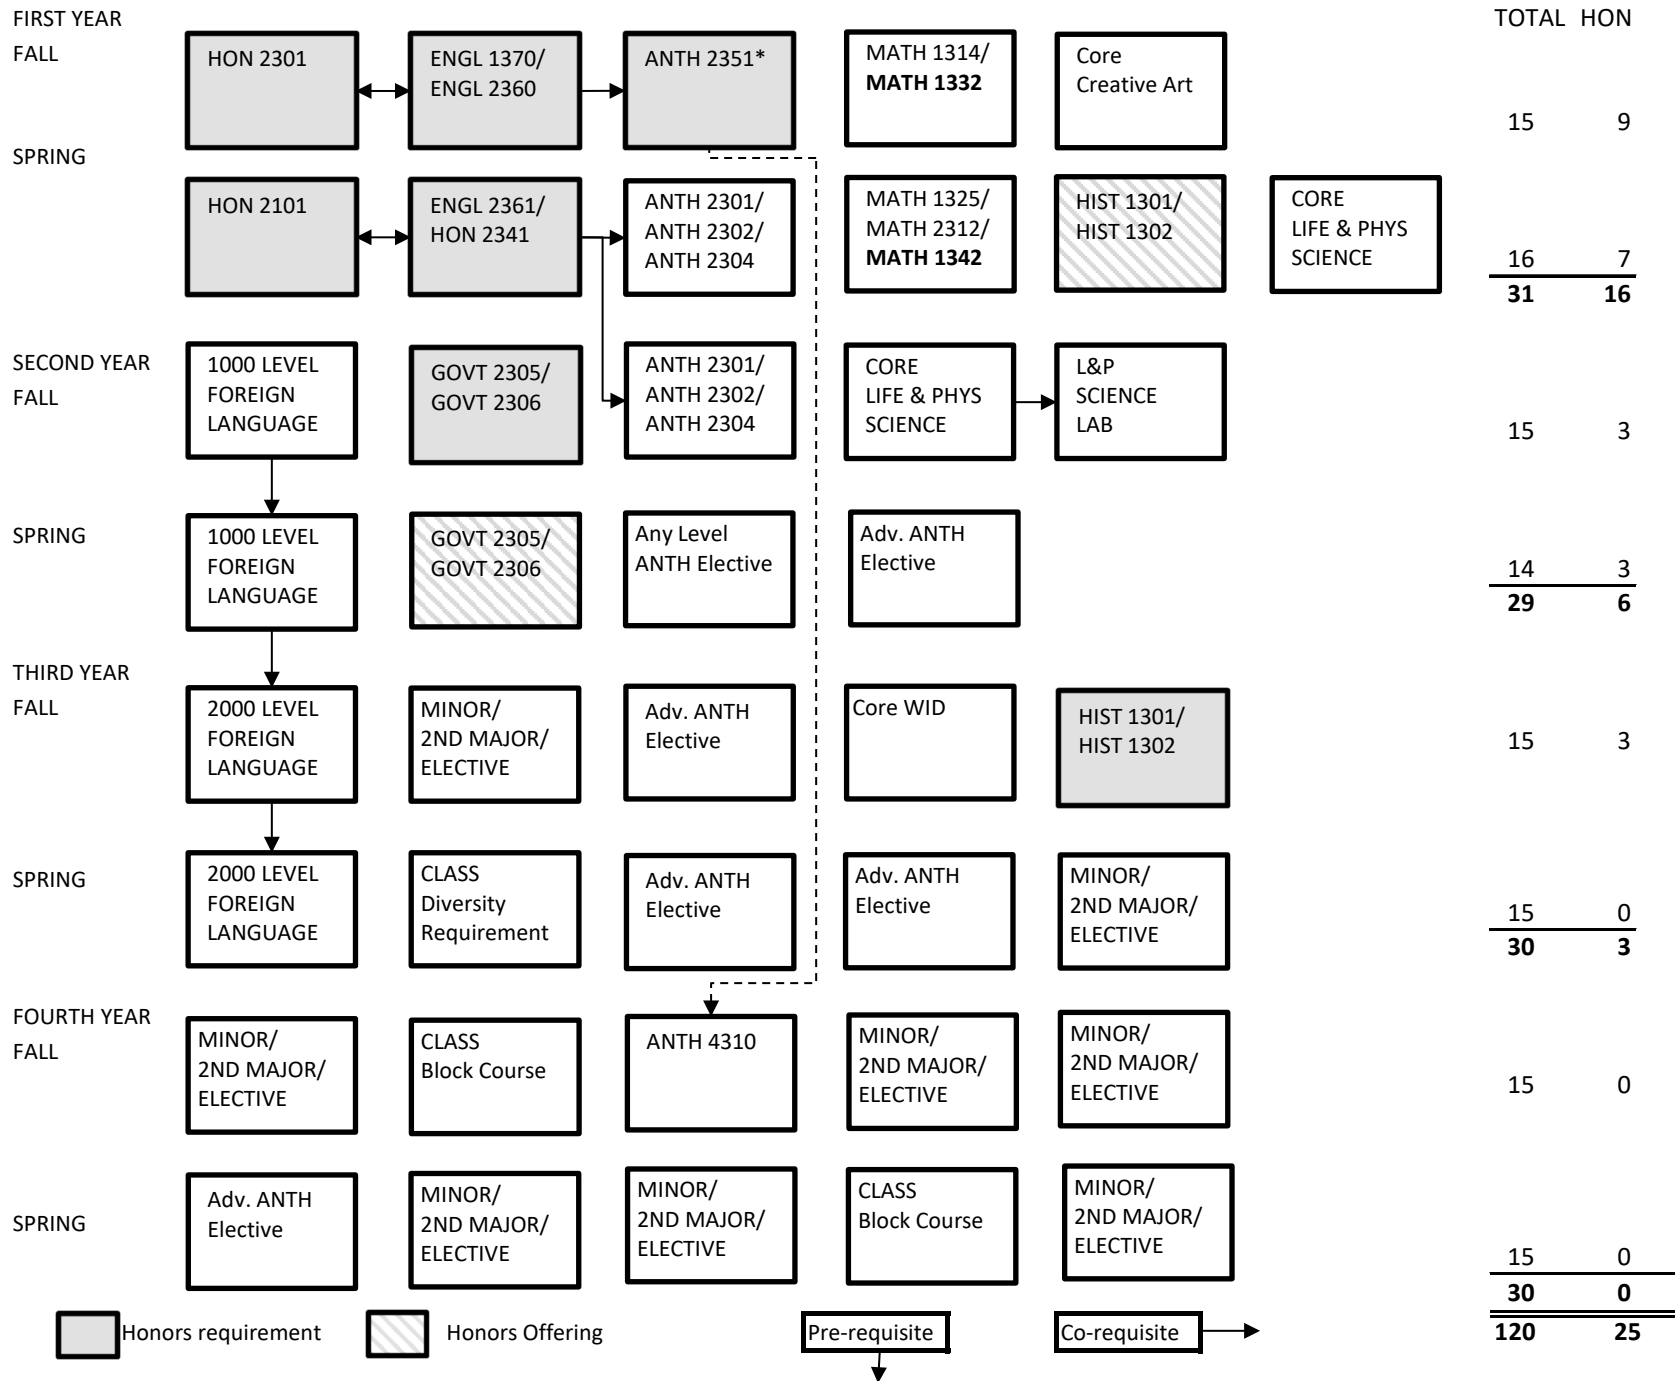 FIRST YEAR
TOTAL HON
FALL
HON 2301
ENGL 1370/
ENGL 2360
ANTH 2351*
MATH 1314/
MATH 1332
Core
Creative Art
15 9
SPRING
HON 2101
ENGL 2361/
HON 2341
ANTH 2301/
ANTH 2302/
ANTH 2304
MATH 1325/
MATH 2312/
MATH 1342
HIST 1301/
HIST 1302
CORE
LIFE & PHYS
SCIENCE
16 7
31 16
SECOND YEAR
FALL
1000 LEVEL
FOREIGN
LANGUAGE
GOVT 2305/
GOVT 2306
ANTH 2301/
ANTH 2302/
ANTH 2304
CORE
LIFE & PHYS
SCIENCE
L&P
SCIENCE
LAB
15 3
SPRING
1000 LEVEL
FOREIGN
LANGUAGE
GOVT 2305/
GOVT 2306
Any Level
ANTH Elective
Adv. ANTH
Elective
14 3
29 6
THIRD YEAR
FALL
2000 LEVEL
FOREIGN
LANGUAGE
MINOR/
2ND MAJOR/
ELECTIVE
Adv. ANTH
Elective
Core WID
HIST 1301/
HIST 1302
15 3
SPRING
2000 LEVEL
FOREIGN
LANGUAGE
CLASS
Diversity
Requirement
Adv. ANTH
Elective
Adv. ANTH
Elective
MINOR/
2ND MAJOR/
ELECTIVE
15 0
30 3
FOURTH YEAR
FALL
MINOR/
2ND MAJOR/
ELECTIVE
CLASS
Block Course
ANTH 4310
MINOR/
2ND MAJOR/
ELECTIVE
MINOR/
2ND MAJOR/
ELECTIVE
15 0
SPRING
Adv. ANTH
Elective
MINOR/
2ND MAJOR/
ELECTIVE
MINOR/
2ND MAJOR/
ELECTIVE
CLASS
Block Course
MINOR/
2ND MAJOR/
ELECTIVE
15 0
30 0
120 25
Honors requirement
Honors Offering
Pre-requisite
Co-requisite